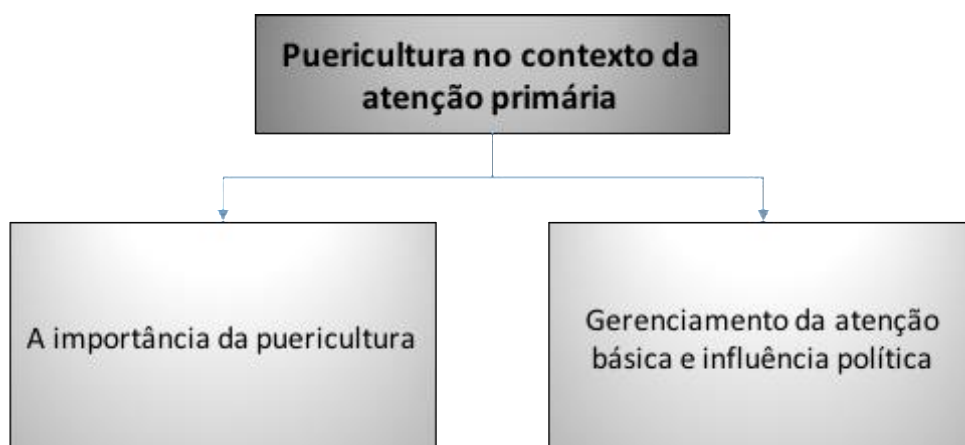 Puericultura no contexto da
atenção primária
A importância da puericultura
Gerenciamento da atenção
básica e influência política